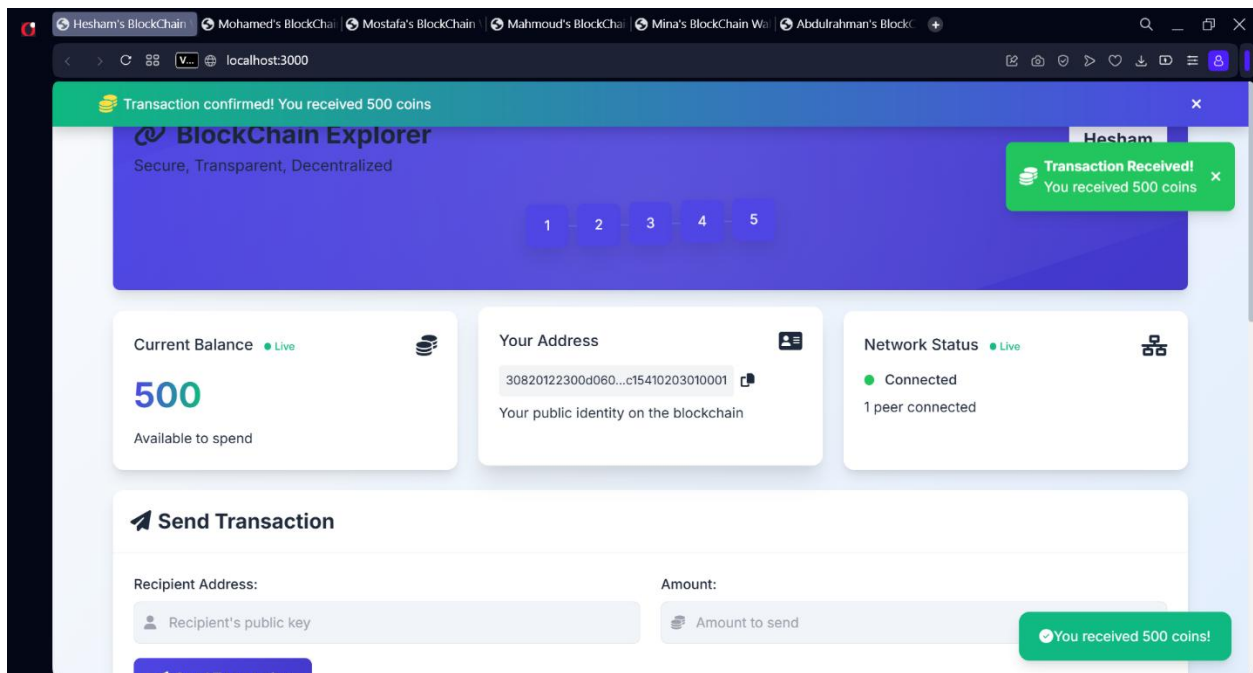 Hesham's BlockChain
Mohamed's BlockChai
Mostafa's BlockChain
Mahmoud's BlockChai
Mina's BlockChain Wa
Abdulrahman's BlockC
V...
localhost:3000
Transaction confirmed! You received 500 coins
BlockChain Explorer
Hesham
Secure, Transparent, Decentralized
Transaction Received!
You received 500 coins
1
2
3
4
5
Current Balance
Live
500
Available to spend
Your Address
30820122300d060...c15410203010001
Your public identity on the blockchain
Network Status
Live
Connected
1 peer connected
Send Transaction
Recipient Address:
Recipient's public key
Amount:
Amount to send
You received 500 coins!